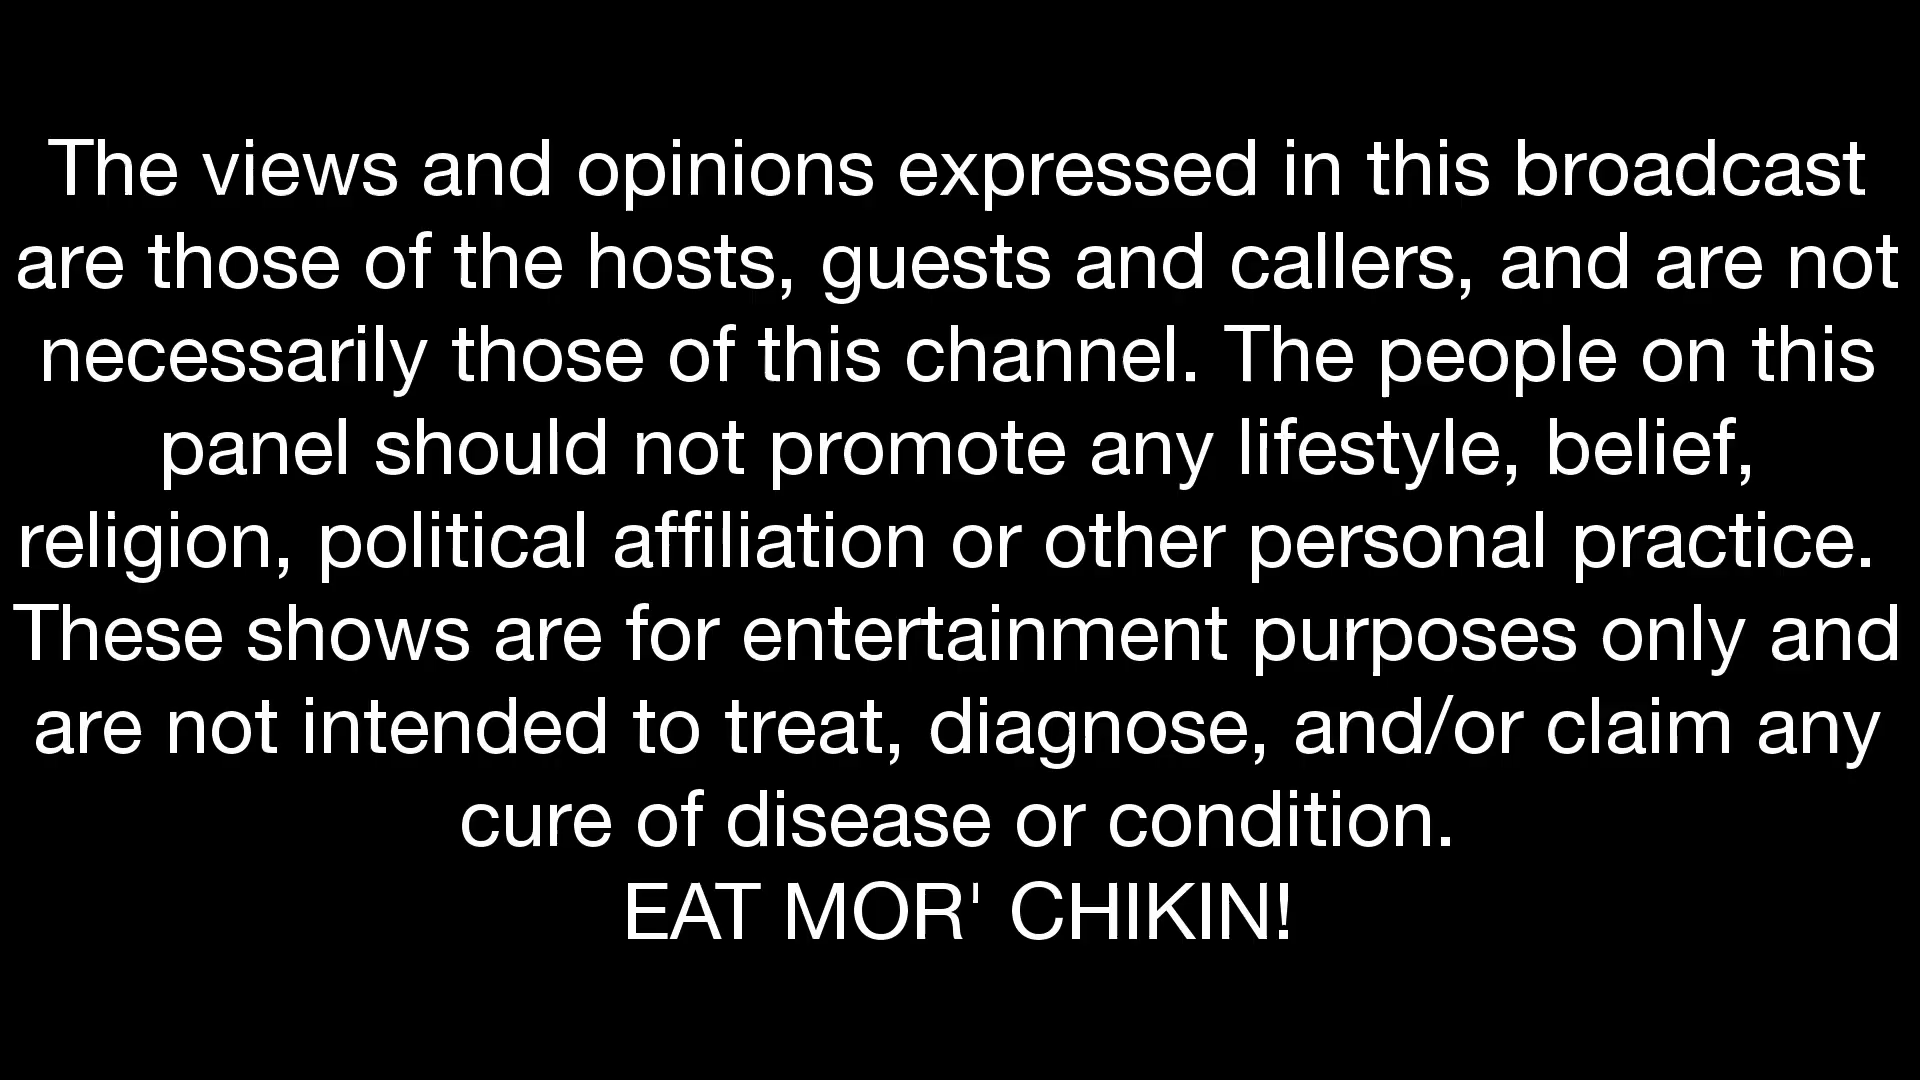 The views and opinions expressed in this broadcast
are those of the hosts, guests and callers, and are not
necessarily those of this channel. The people on this
panel should not promote any lifestyle, belief,
religion, political affiliation or other personal practice.
These shows are for entertainment purposes only and
are not intended to treat, diagnose, and/or claim any
cure of disease or condition.
EAT MOR' CHIKIN!